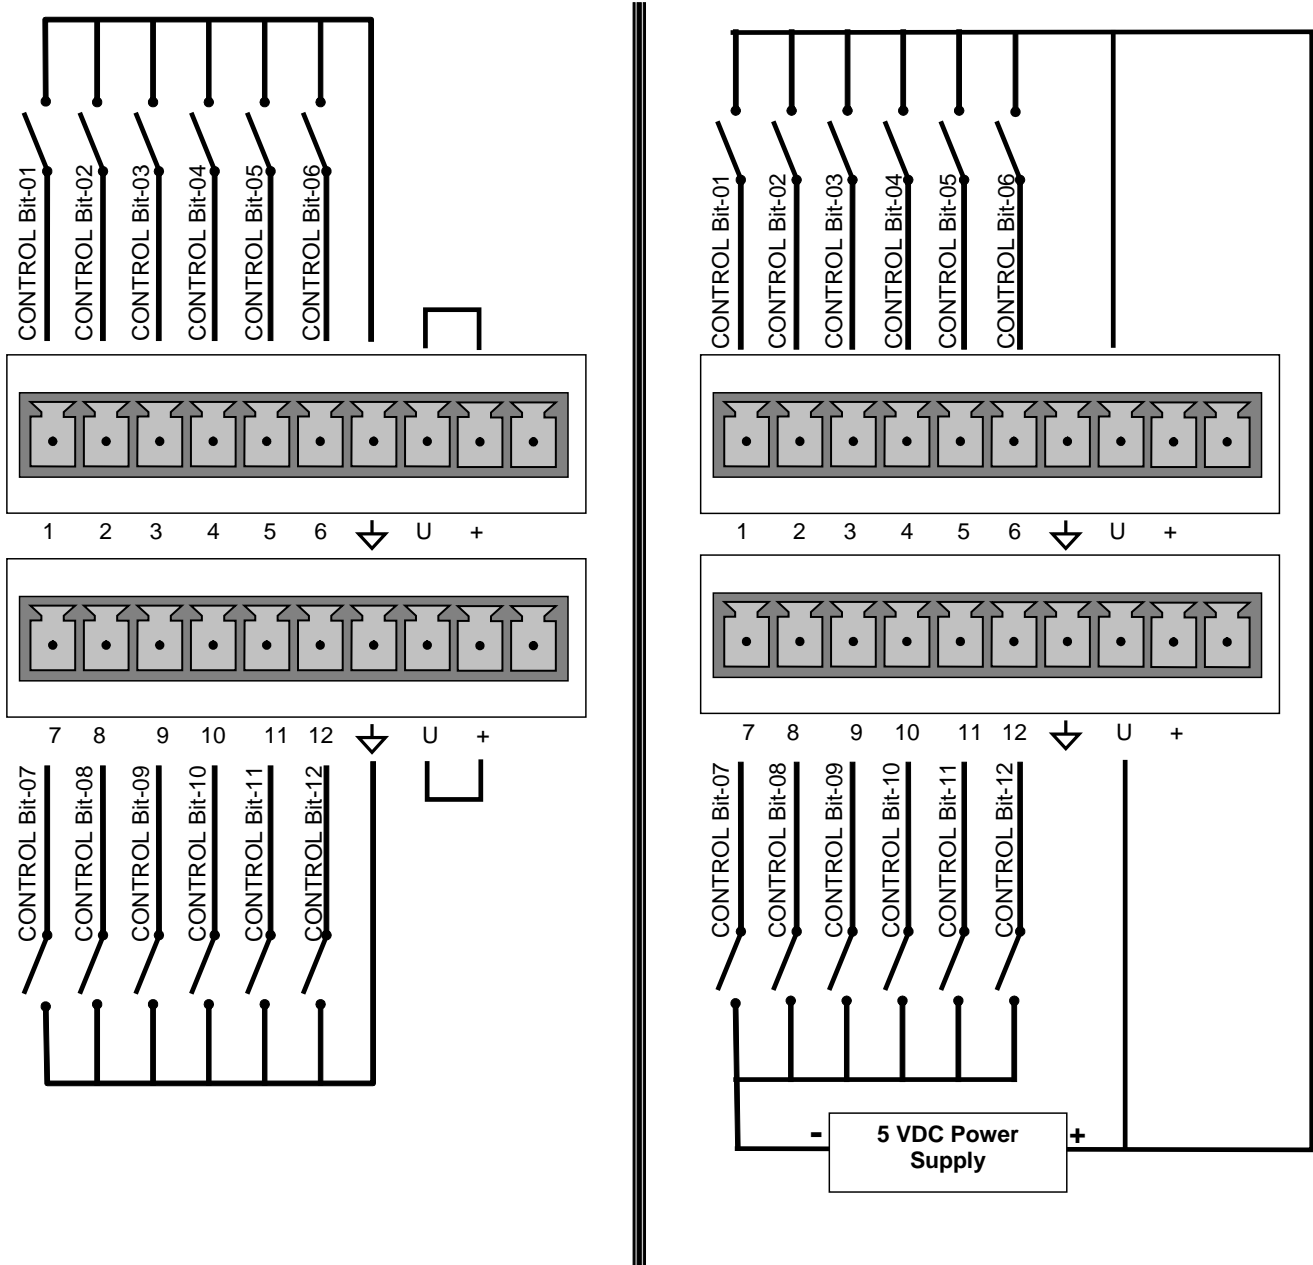 CONTROL Bit-01
CONTROL Bit-02
CONTROL Bit-03
CONTROL Bit-04
CONTROL Bit-05
CONTROL Bit-06
1 2 3 4 5 6 U +
7 8 9 10 11 12 U +
CONTROL Bit-07
CONTROL Bit-08
CONTROL Bit-09
CONTROL Bit-10
CONTROL Bit-11
CONTROL Bit-12
CONTROL Bit-01
CONTROL Bit-02
CONTROL Bit-03
CONTROL Bit-04
CONTROL Bit-05
CONTROL Bit-06
1 2 3 4 5 6 U +
7 8 9 10 11 12 U +
CONTROL Bit-07
CONTROL Bit-08
CONTROL Bit-09
CONTROL Bit-10
CONTROL Bit-11
CONTROL Bit-12
- 5 VDC Power +
Supply